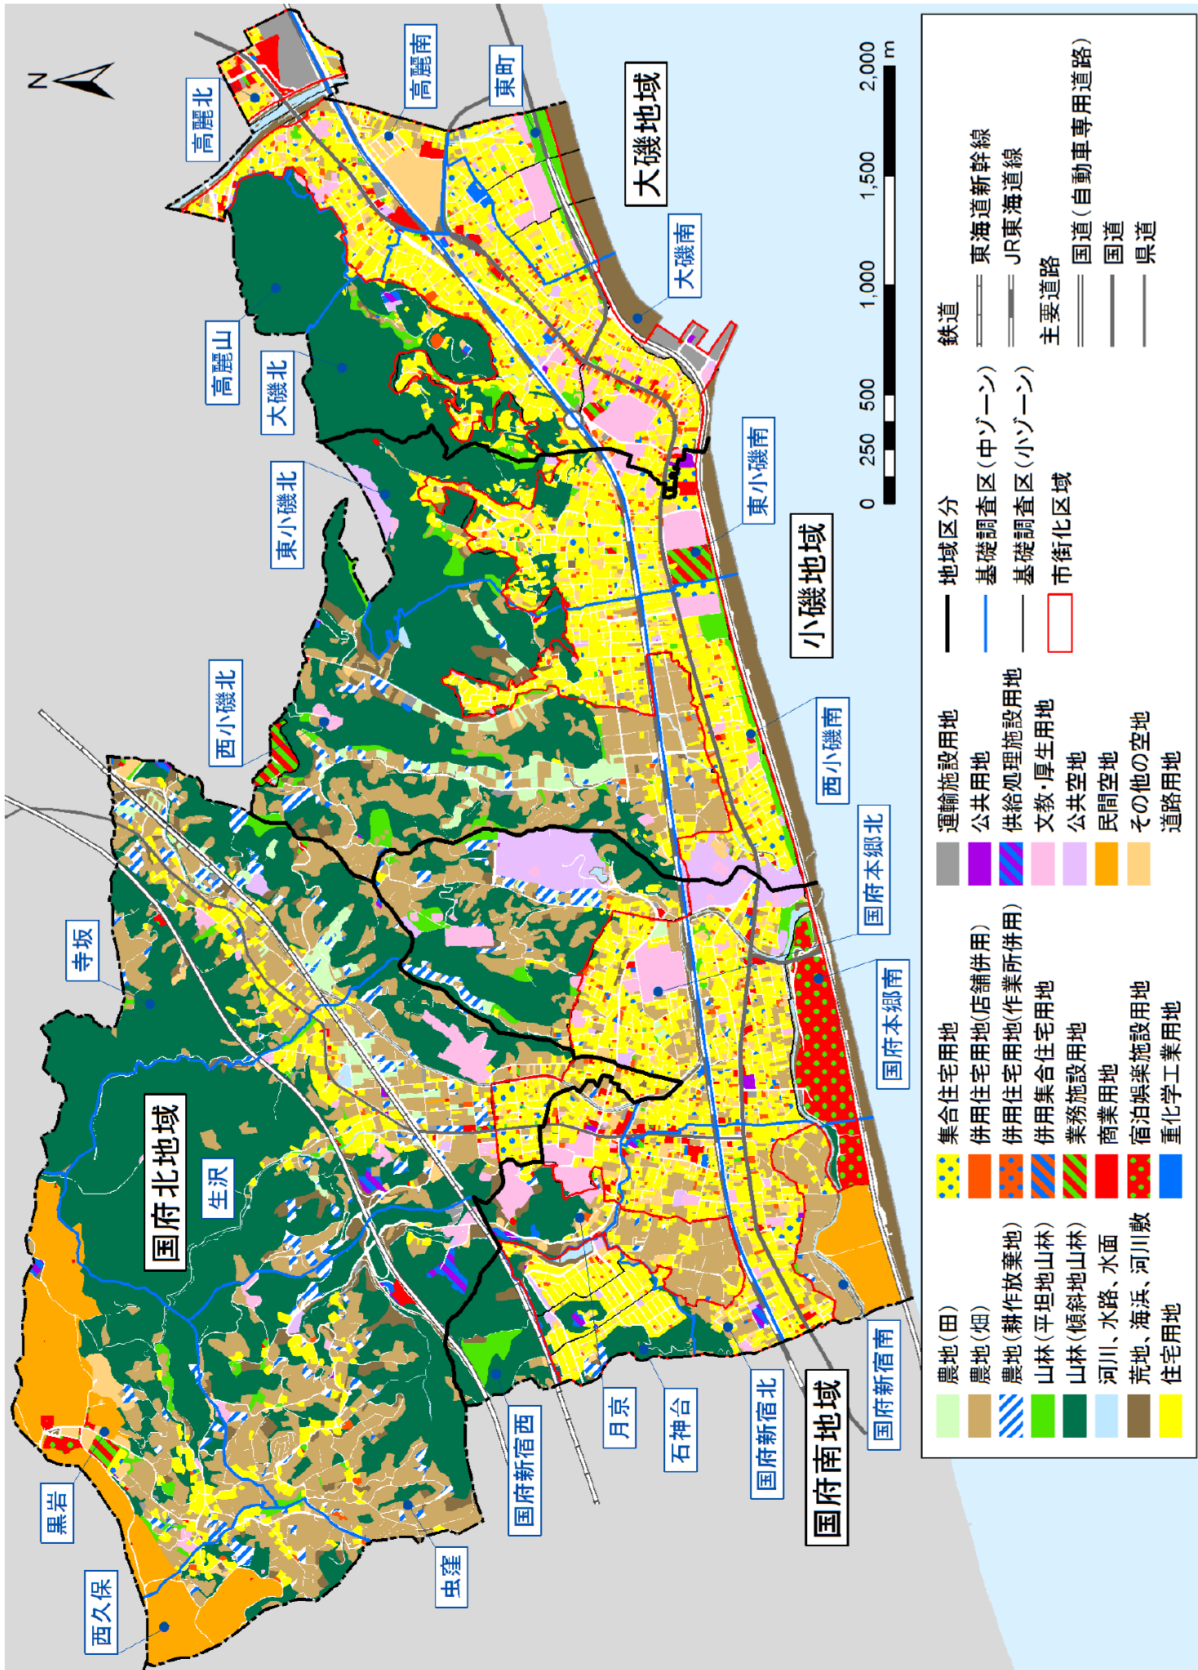 N
高麗北
高麗南
東町
大磯地域
大磯南
高麗山
大磯北
東小磯北
東小磯南
小磯地域
西小磯北
西小磯南
国府本郷北
国府本郷南
寺坂
国府北地域
生沢
黒岩
西久保
虫窪
国府新宿西
月京
石神台
国府新宿北
国府南地域
国府新宿南
0 250 500 1,000 1,500 2,000 m
農地(田)
農地(畑)
農地(耕作放棄地)
山林(平坦地山林)
山林(傾斜地山林)
河川、水路、水面
荒地、海浜、河川敷
住宅用地
集合住宅用地
併用住宅用地(店舗併用)
併用住宅用地(作業所併用)
併用集合住宅用地
業務施設用地
商業用地
宿泊娯楽施設用地
重化学工業用地
運輸施設用地
公共用地
供給処理施設用地
文教・厚生用地
公共空地
民間空地
その他の空地
道路用地
地域区分
基礎調査区(中ゾーン)
基礎調査区(小ゾーン)
市街化区域
鉄道
東海道新幹線
JR東海道線
主要道路
国道(自動車専用道路)
国道
県道